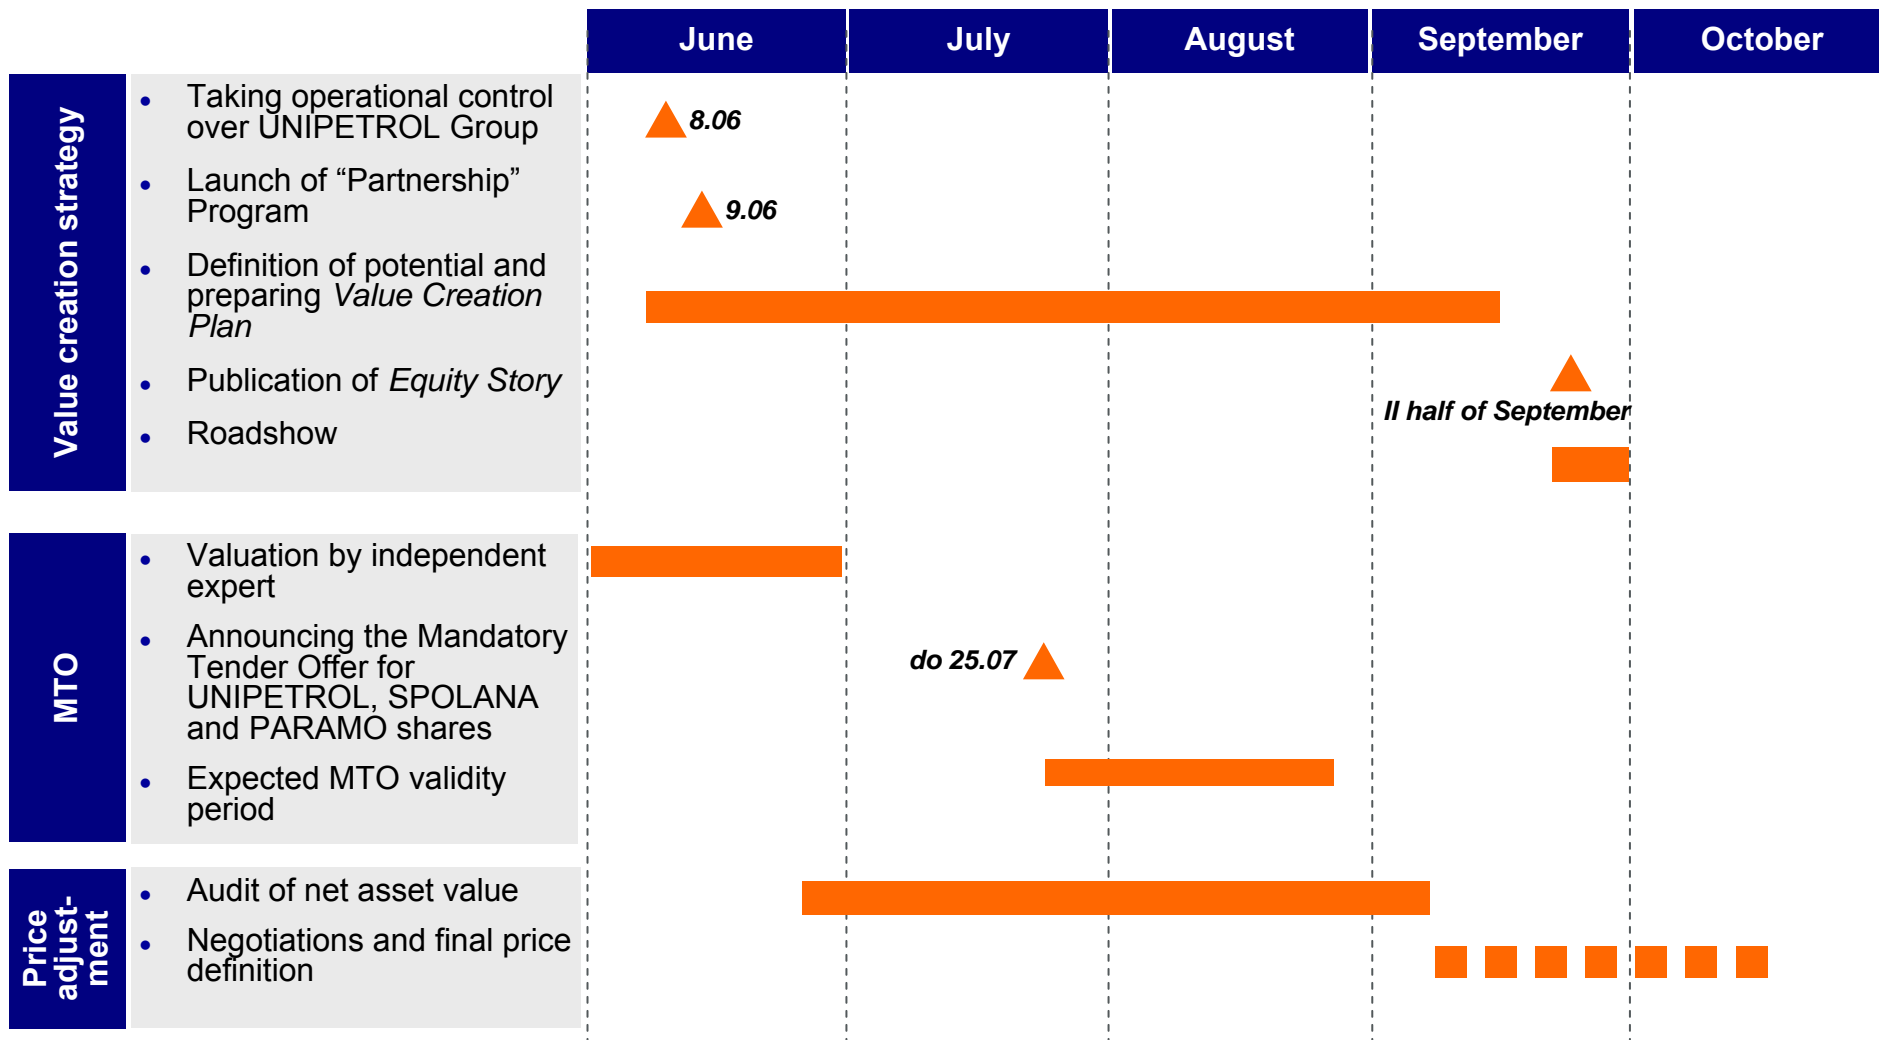 June July August September October
Value creation strategy
• Taking operational control
over UNIPETROL Group
8.06
• Launch of “Partnership”
Program
9.06
• Definition of potential and
preparing Value Creation
Plan
• Publication of Equity Story
II half of September
• Roadshow
MTO
• Valuation by independent
expert
• Announcing the Mandatory
Tender Offer for
UNIPETROL, SPOLANA
and PARAMO shares
do 25.07
• Expected MTO validity
period
Price
adjust-
ment
• Audit of net asset value
• Negotiations and final price
definition